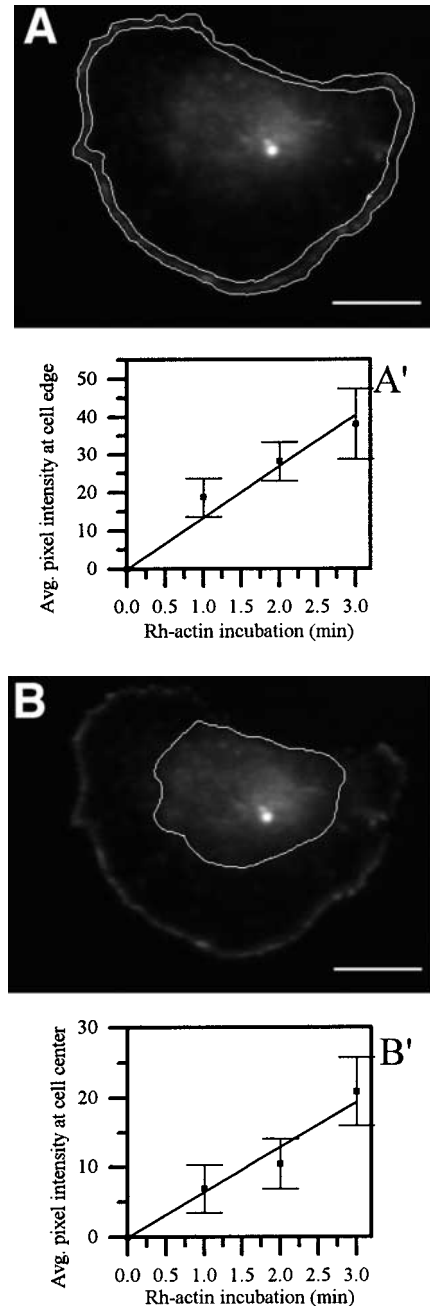 A
A'
Avg. pixel intensity at cell edge
50
40
30
20
10
0
0.0 0.5 1.0 1.5 2.0 2.5 3.0
Rh-actin incubation (min)
B
B'
Avg. pixel intensity at cell center
30
20
10
0
0.0 0.5 1.0 1.5 2.0 2.5 3.0
Rh-actin incubation (min)